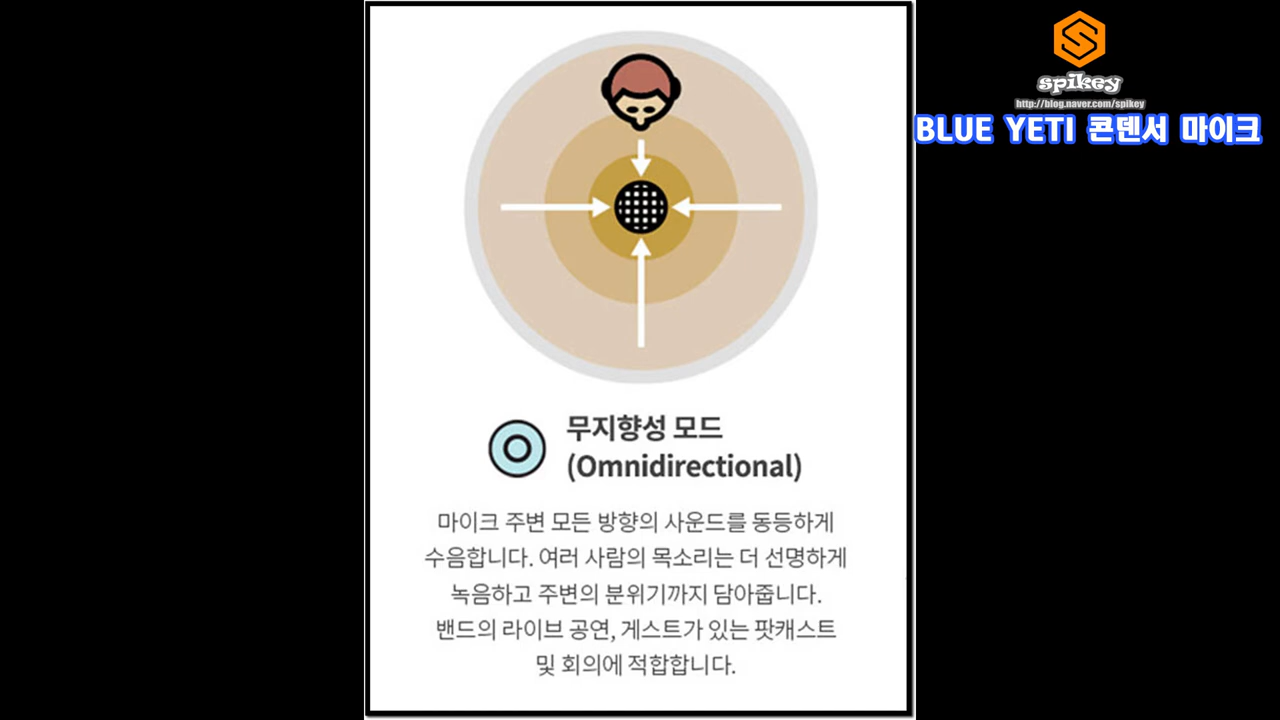 spikey
http://blog.naver.com/spikey
BLUE YETI 콘덴서 마이크
무지향성 모드
(Omnidirectional)
마이크 주변 모든 방향의 사운드를 동등하게
수음합니다. 여러 사람의 목소리는 더 선명하게
녹음하고 주변의 분위기까지 담아줍니다.
밴드의 라이브 공연, 게스트가 있는 팟캐스트
및 회의에 적합합니다.